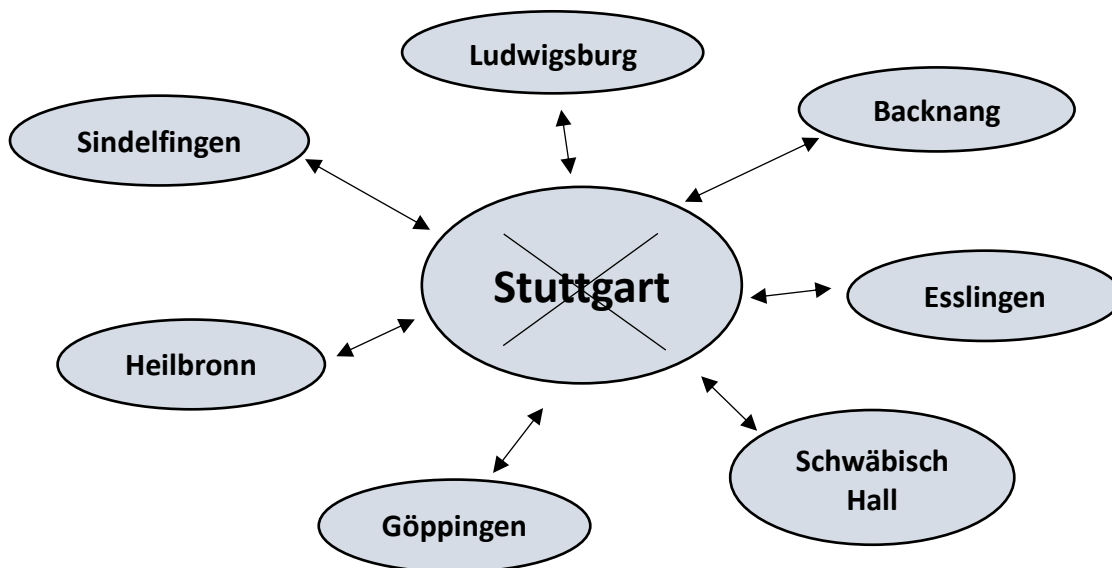 Ludwigsburg
Backnang
Sindelfingen
Stuttgart
Esslingen
Heilbronn
Schwäbisch
Hall
Göppingen